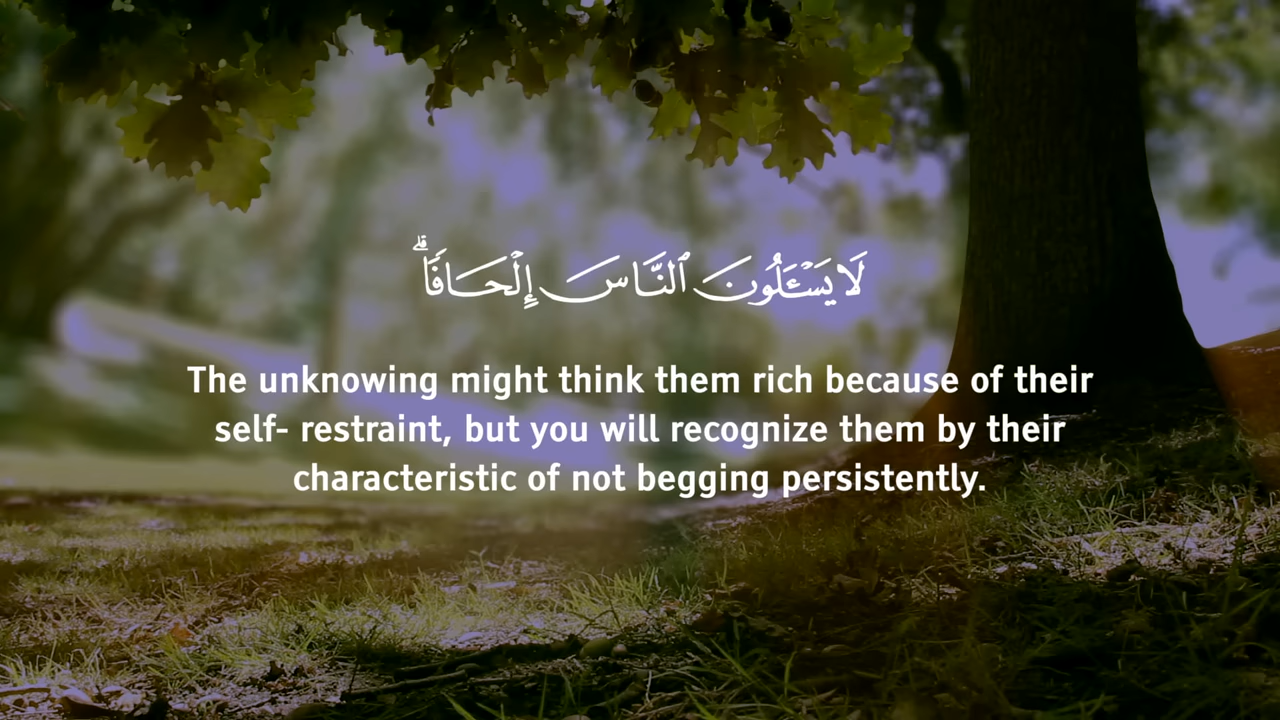 لَا يَسْـَٔلُونَ ٱلنَّاسَ إِلْحَافًۭا ۗ
The unknowing might think them rich because of their
self- restraint, but you will recognize them by their
characteristic of not begging persistently.